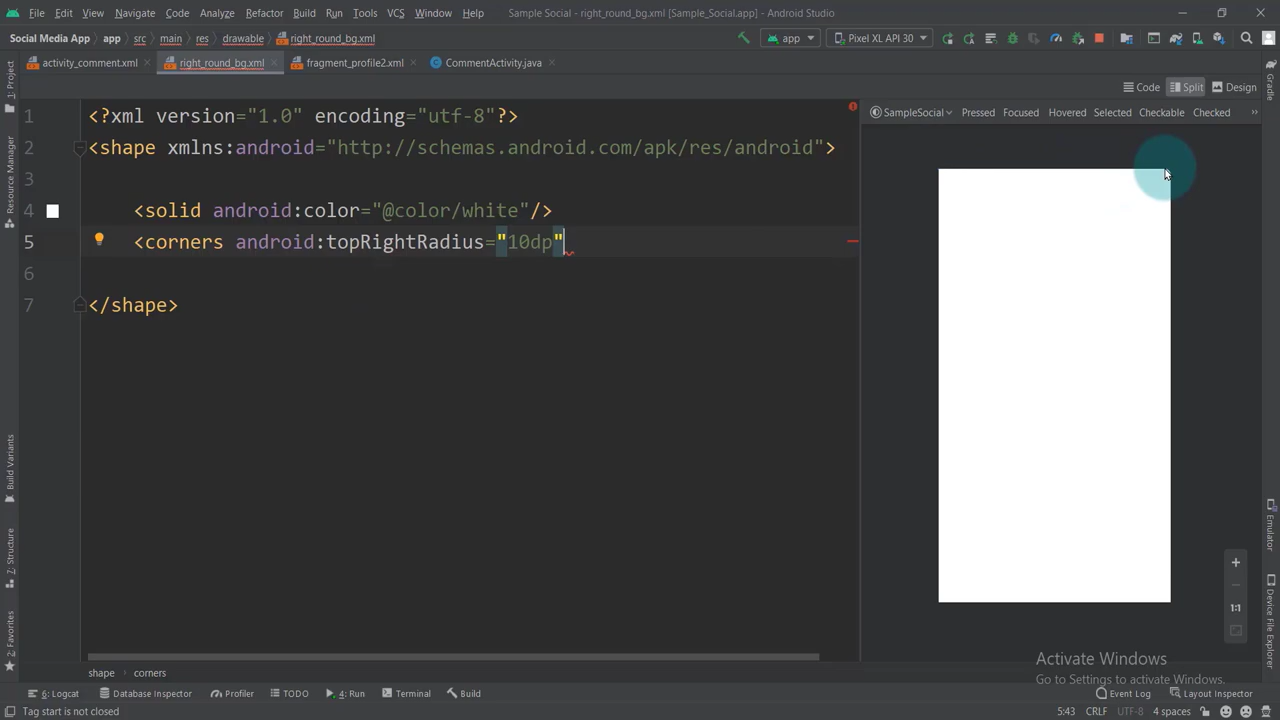 File Edit View Navigate Code Analyze Refactor Build Run Tools VCS Window Help Sample Social - right_round_bg.xml [Sample_Social.app] - Android Studio
Social Media App app src main res drawable right_round_bg.xml app Pixel XL API 30
activity_comment.xml right_round_bg.xml fragment_profile2.xml CommentActivity.java
Code Split Design
SampleSocial Pressed Focused Hovered Selected Checkable Checked
1 <?xml version="1.0" encoding="utf-8"?>
2 <shape xmlns:android="http://schemas.android.com/apk/res/android">
3
4 <solid android:color="@color/white"/>
5 <corners android:topRightRadius="10dp"
6
7 </shape>
1: Project
Resource Manager
Build Variants
7: Structure
2: Favorites
Gradle
Emulator
Device File Explorer
1:1
Activate Windows
Go to Settings to activate Windows.
shape corners
6: Logcat Database Inspector Profiler TODO 4: Run Terminal Build Event Log Layout Inspector
Tag start is not closed 5:43 CRLF UTF-8 4 spaces